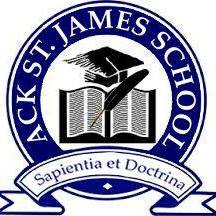 ACK ST. JAMES SCHOOL
Sapientia et Doctrina